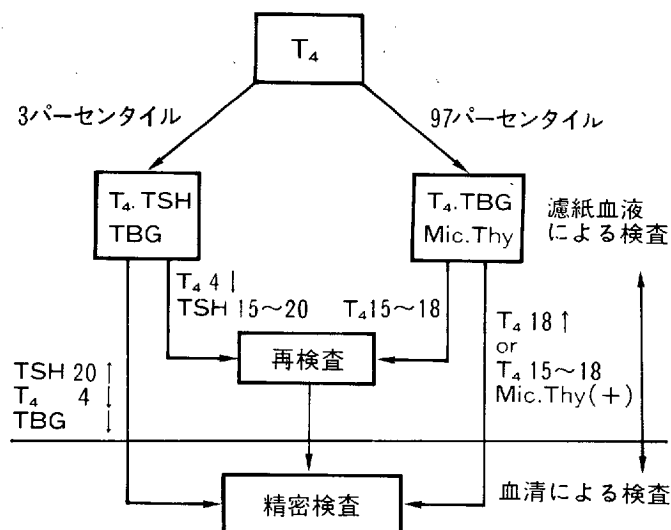 T₄
3パーセンタイル
97パーセンタイル
T₄. TSH
TBG
T₄.TBG
Mic.Thy
濾紙血液
による検査
T₄ 4 ↓
TSH 15〜20
T₄15〜18
再検査
T₄ 18 ↑
or
T₄ 15〜18
Mic.Thy(+)
TSH 20 ↑
T₄ 4 ↓
TBG ↓
精密検査
血清による検査